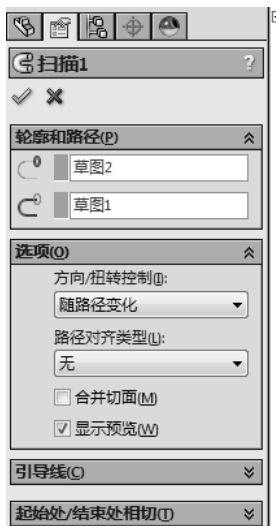 扫描1 ?
轮廓和路径(P)
草图2
草图1
选项(O)
方向/扭转控制(I):
随路径变化
路径对齐类型(L):
无
合并切面(M)
显示预览(W)
引导线(C)
起始处/结束处相切(T)